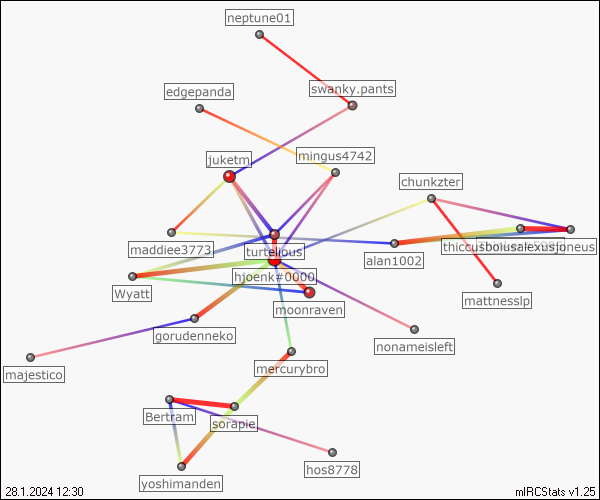 neptune01
edgepanda
swanky.pants
juketm
mingus4742
chunkzter
maddiee3773
turtelious
alan1002
thiccusbonusalexusjoneus
hjoenk#0000
Wyatt
moonraven
mattnesslp
gorudenneko
nonameisleft
majestico
mercurybro
Bertram
sorapie
yoshimanden
hos8778
28.1.2024 12:30
mIRCStats v1.25